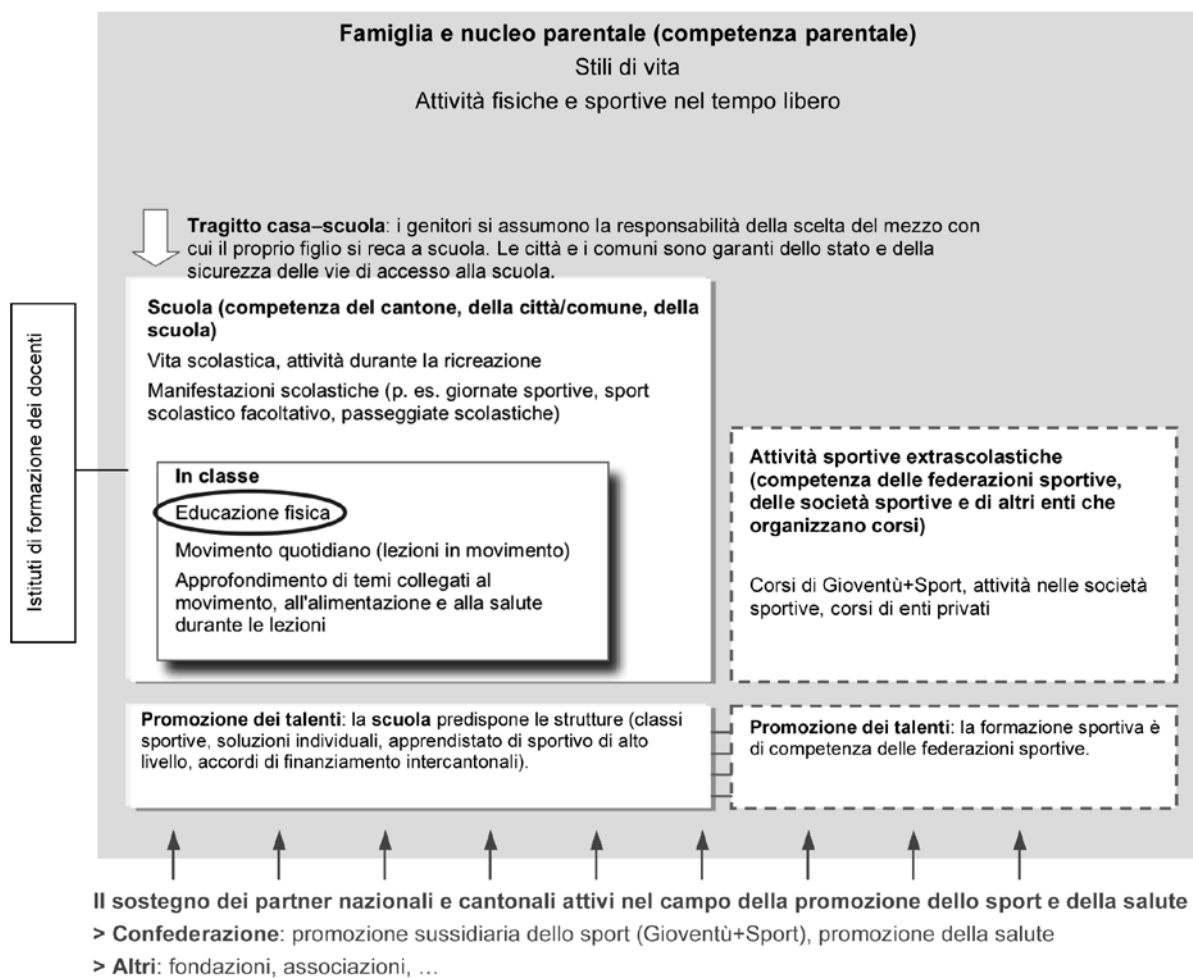 Famiglia e nucleo parentale (competenza parentale)
Stili di vita
Attività fisiche e sportive nel tempo libero
Tragitto casa–scuola: i genitori si assumono la responsabilità della scelta del mezzo con
cui il proprio figlio si reca a scuola. Le città e i comuni sono garanti dello stato e della
sicurezza delle vie di accesso alla scuola.
Istituti di formazione dei docenti
Scuola (competenza del cantone, della città/comune, della
scuola)
Vita scolastica, attività durante la ricreazione
Manifestazioni scolastiche (p. es. giornate sportive, sport
scolastico facoltativo, passeggiate scolastiche)
In classe
Educazione fisica
Movimento quotidiano (lezioni in movimento)
Approfondimento di temi collegati al
movimento, all'alimentazione e alla salute
durante le lezioni
Attività sportive extrascolastiche
(competenza delle federazioni sportive,
delle società sportive e di altri enti che
organizzano corsi)
Corsi di Gioventù+Sport, attività nelle società
sportive, corsi di enti privati
Promozione dei talenti: la scuola predispone le strutture (classi
sportive, soluzioni individuali, apprendistato di sportivo di alto
livello, accordi di finanziamento intercantonali).
Promozione dei talenti: la formazione sportiva è
di competenza delle federazioni sportive.
Il sostegno dei partner nazionali e cantonali attivi nel campo della promozione dello sport e della salute
> Confederazione: promozione sussidiaria dello sport (Gioventù+Sport), promozione della salute
> Altri: fondazioni, associazioni, …